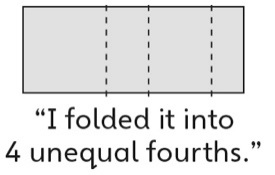 “I folded it into
4 unequal fourths.”